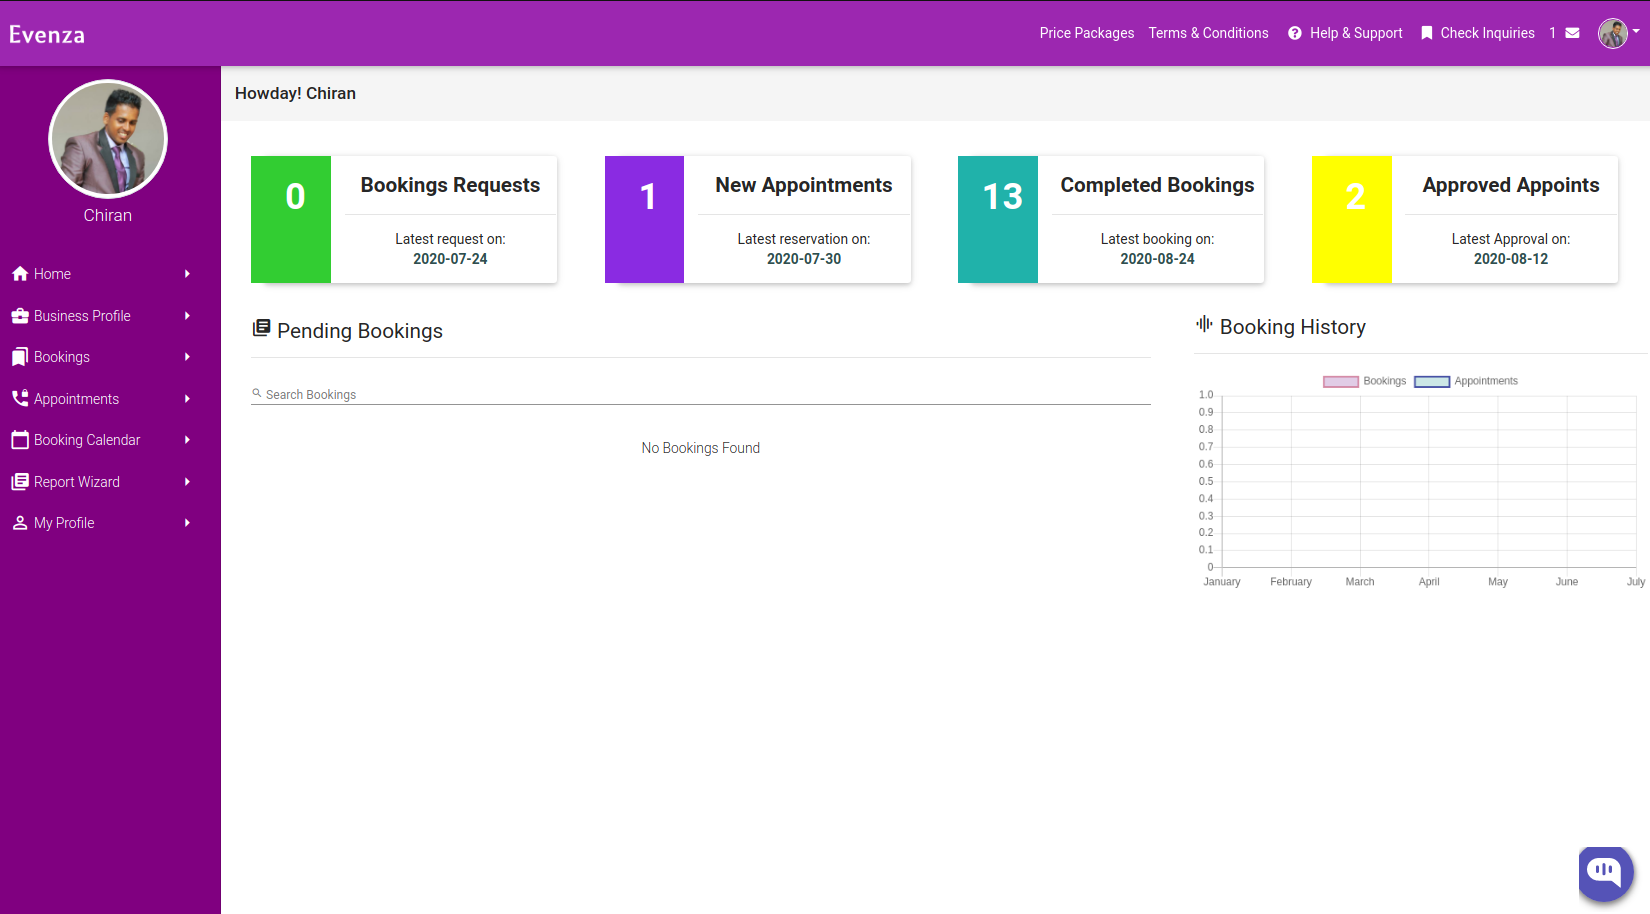 Evenza
Price Packages
Terms & Conditions
Help & Support
Check Inquiries
1
Chiran
Home
Business Profile
Bookings
Appointments
Booking Calendar
Report Wizard
My Profile
Howday! Chiran
0
Bookings Requests
Latest request on:
2020-07-24
1
New Appointments
Latest reservation on:
2020-07-30
13
Completed Bookings
Latest booking on:
2020-08-24
2
Approved Appoints
Latest Approval on:
2020-08-12
Pending Bookings
Search Bookings
No Bookings Found
Booking History
Bookings
Appointments
1.0
0.9
0.8
0.7
0.6
0.5
0.4
0.3
0.2
0.1
0
January
February
March
April
May
June
July